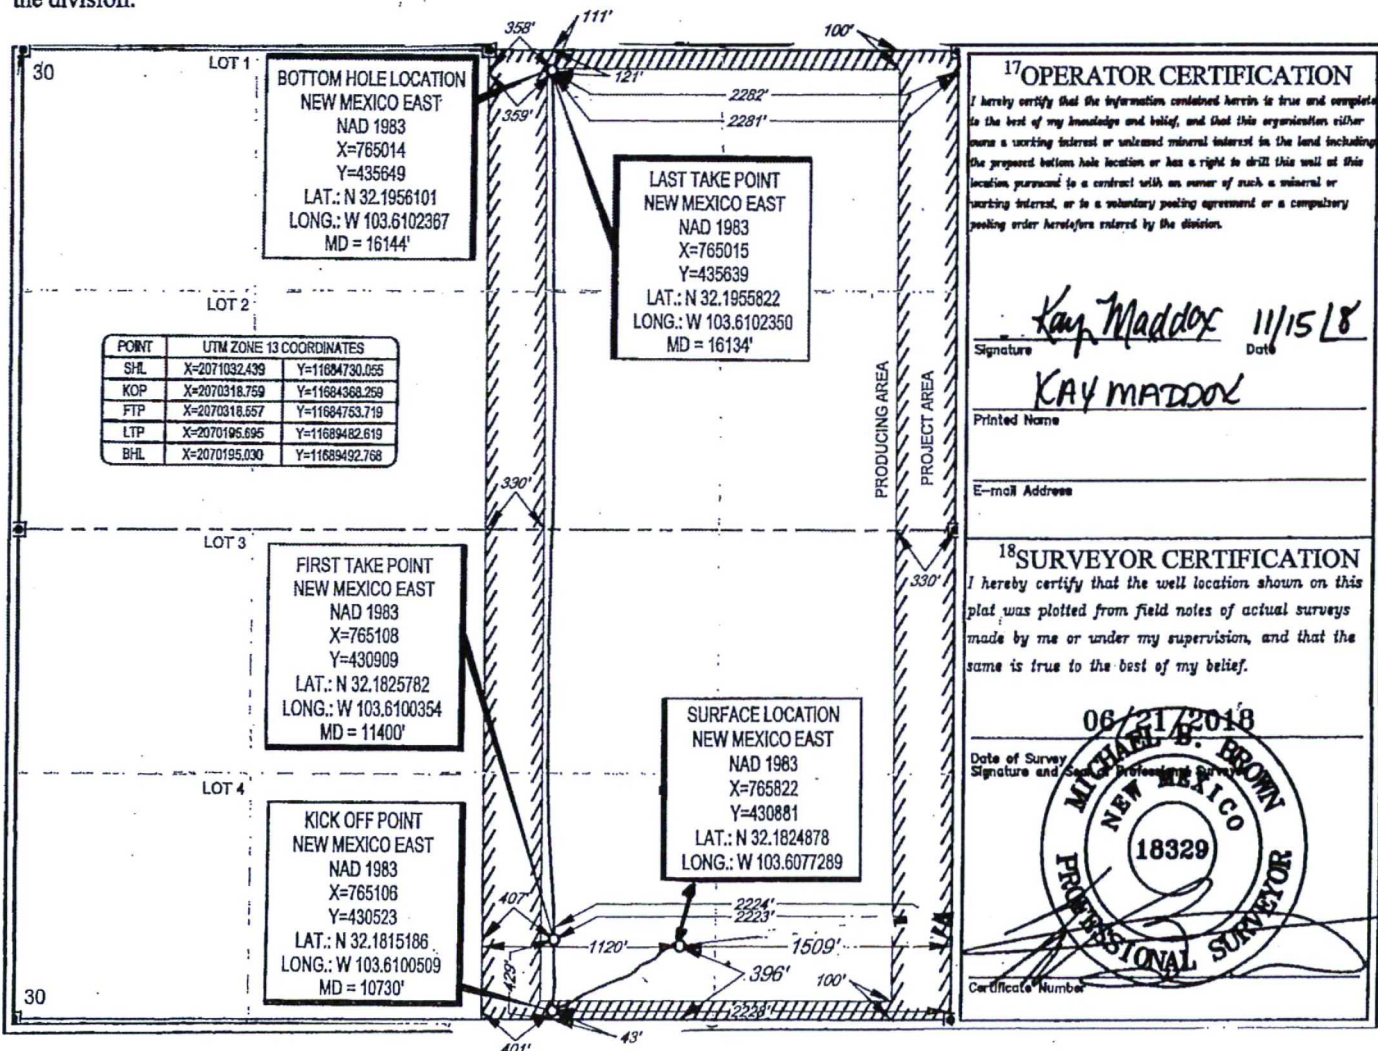 the division.
358'
111'
100'
30
LOT 1
121'
2282'
359'
2281'
BOTTOM HOLE LOCATION
NEW MEXICO EAST
NAD 1983
X=765014
Y=435649
LAT.: N 32.1956101
LONG.: W 103.6102367
MD = 16144'
LAST TAKE POINT
NEW MEXICO EAST
NAD 1983
X=765015
Y=435639
LAT.: N 32.1955822
LONG.: W 103.6102350
MD = 16134'
LOT 2
POINT UTM ZONE 13 COORDINATES
SHL X=2071032.439 Y=11684730.055
KOP X=2070318.759 Y=11684368.259
FTP X=2070318.557 Y=11684753.719
LTP X=2070195.695 Y=11689482.619
BHL X=2070195.030 Y=11689492.768
PRODUCING AREA
PROJECT AREA
330'
330'
LOT 3
FIRST TAKE POINT
NEW MEXICO EAST
NAD 1983
X=765108
Y=430909
LAT.: N 32.1825782
LONG.: W 103.6100354
MD = 11400'
SURFACE LOCATION
NEW MEXICO EAST
NAD 1983
X=765822
Y=430881
LAT.: N 32.1824878
LONG.: W 103.6077289
LOT 4
KICK OFF POINT
NEW MEXICO EAST
NAD 1983
X=765106
Y=430523
LAT.: N 32.1815186
LONG.: W 103.6100509
MD = 10730'
407'
2224'
2223'
1120'
1509'
429'
396'
100'
30
2228'
43'
401'
17 OPERATOR CERTIFICATION
I hereby certify that the information contained herein is true and complete
to the best of my knowledge and belief, and that this organization either
owns a working interest or unleased mineral interest in the land including
the proposed bottom hole location or has a right to drill this well at this
location pursuant to a contract with an owner of such a mineral or
working interest, or to a voluntary pooling agreement or a compulsory
pooling order heretofore entered by the division.
Kay Maddox 11/15/18
Signature Date
KAY MADDOX
Printed Name
E-mail Address
18 SURVEYOR CERTIFICATION
I hereby certify that the well location shown on this
plat was plotted from field notes of actual surveys
made by me or under my supervision, and that the
same is true to the best of my belief.
06/21/2018
Date of Survey
Signature and Seal of Professional Surveyor
MICHAEL B. BROWN
NEW MEXICO
18329
PROFESSIONAL SURVEYOR
Certificate Number